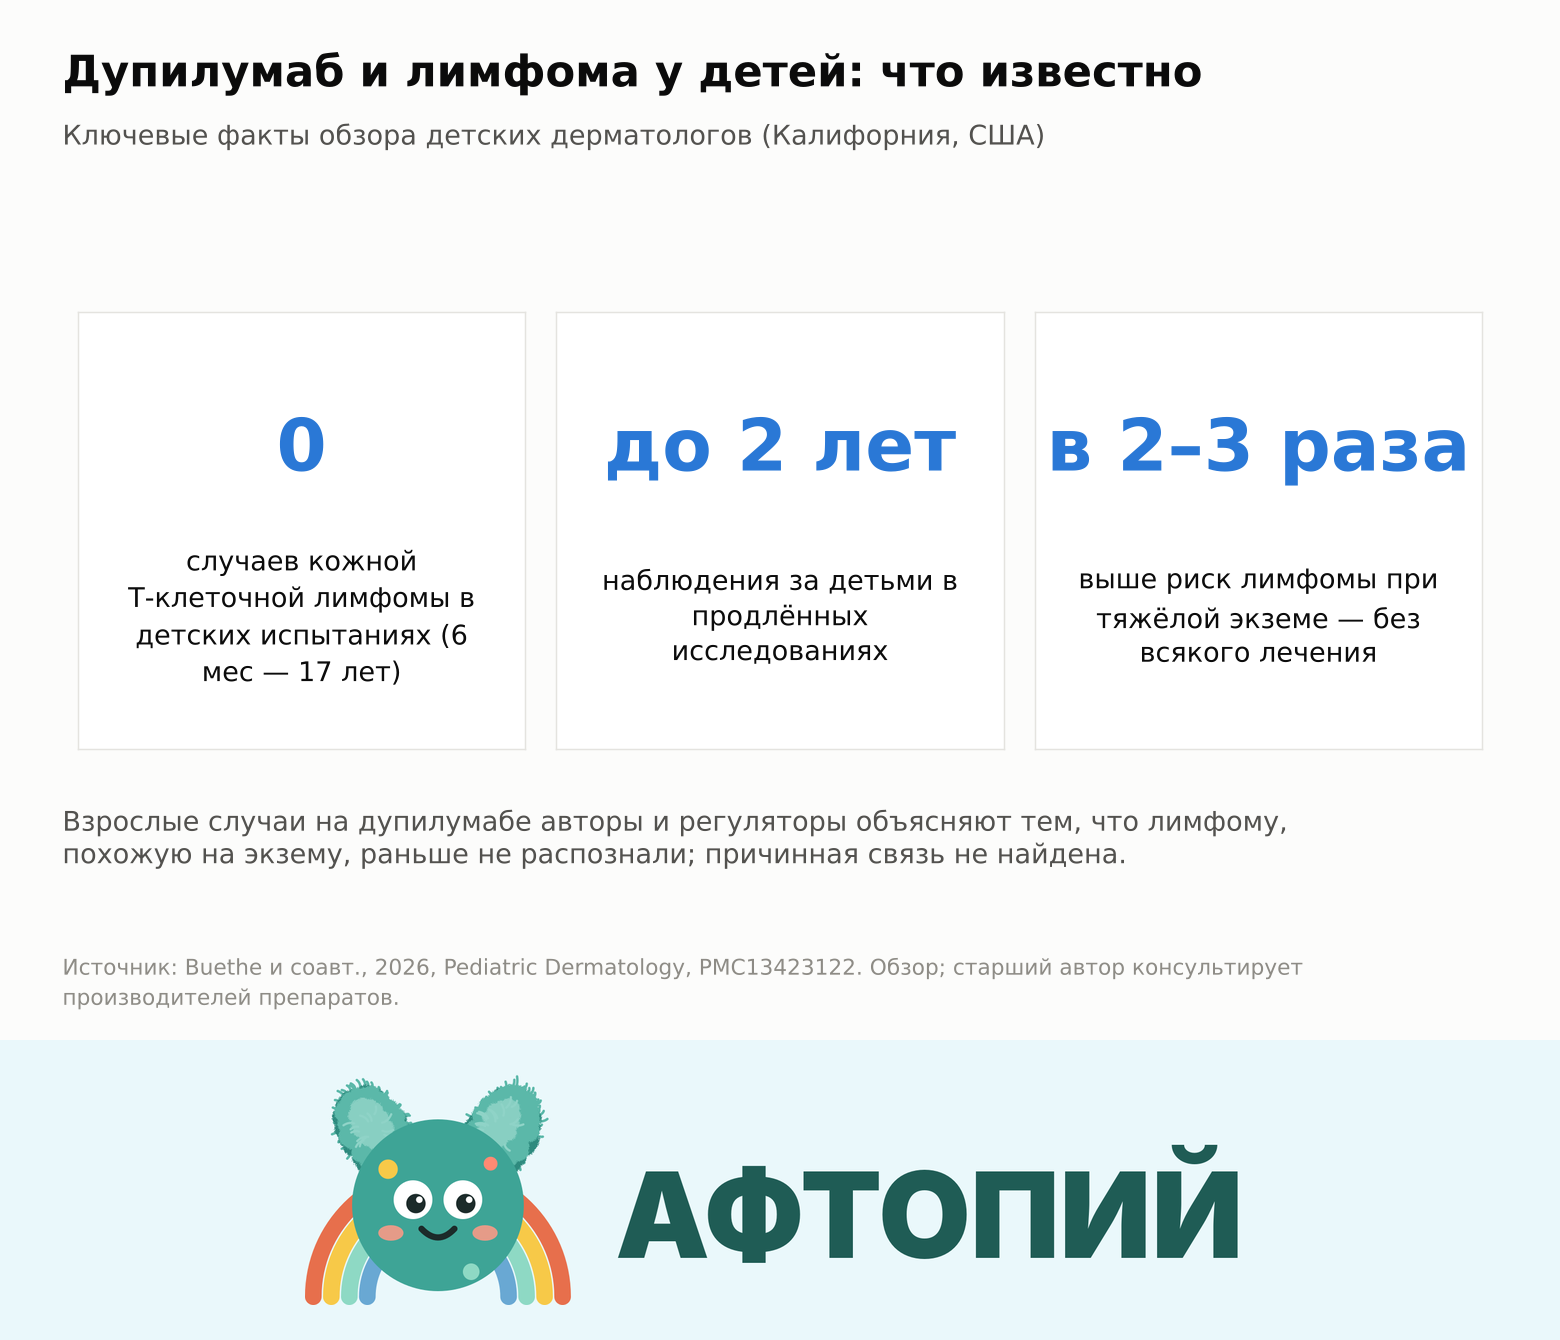 Дупилумаб и лимфома у детей: что известно
Ключевые факты обзора детских дерматологов (Калифорния, США)
0
случаев кожной
Т-клеточной лимфомы в
детских испытаниях (6
мес — 17 лет)
до 2 лет
наблюдения за детьми в
продлённых
исследованиях
в 2–3 раза
выше риск лимфомы при
тяжёлой экземе — без
всякого лечения
Взрослые случаи на дупилумабе авторы и регуляторы объясняют тем, что лимфому,
похожую на экзему, раньше не распознали; причинная связь не найдена.
Источник: Buethe и соавт., 2026, Pediatric Dermatology, PMC13423122. Обзор; старший автор консультирует
производителей препаратов.
АФТОПИЙ